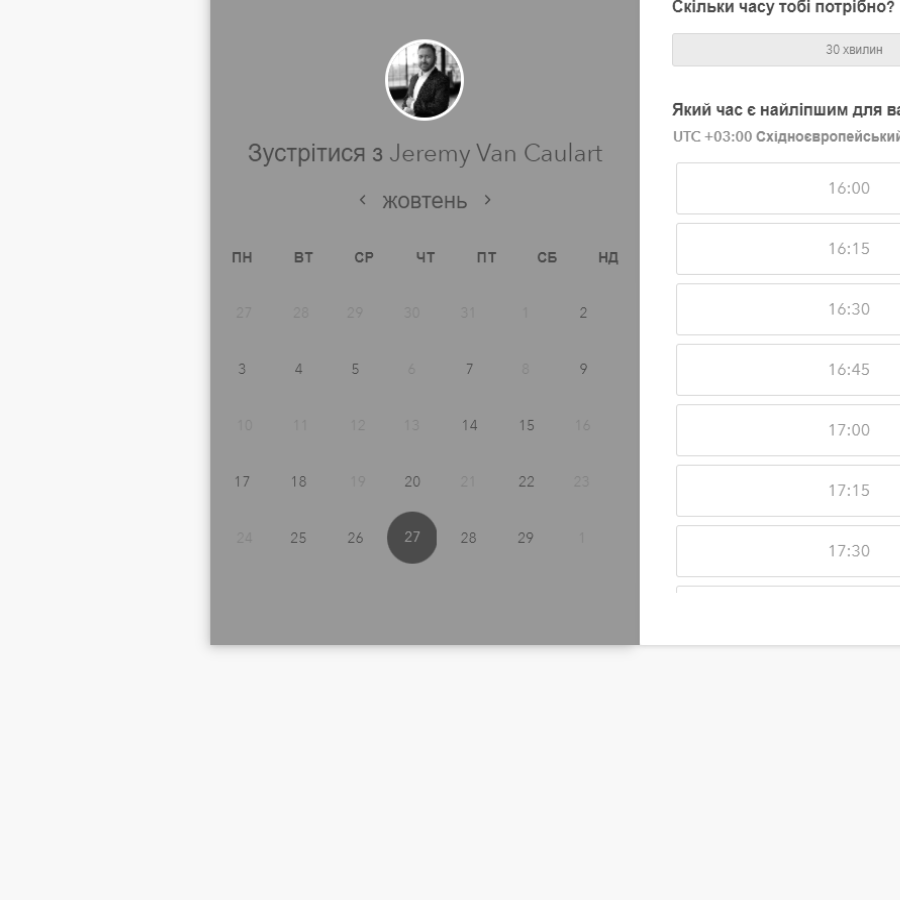 Зустрітися з Jeremy Van Caulart
жовтень
ПН ВТ СР ЧТ ПТ СБ НД
27 28 29 30 31 1 2
3 4 5 6 7 8 9
10 11 12 13 14 15 16
17 18 19 20 21 22 23
24 25 26 27 28 29 1
Скільки часу тобі потрібно?
30 хвилин
Який час є найліпшим для ва
UTC +03:00 Східноєвропейський
16:00
16:15
16:30
16:45
17:00
17:15
17:30